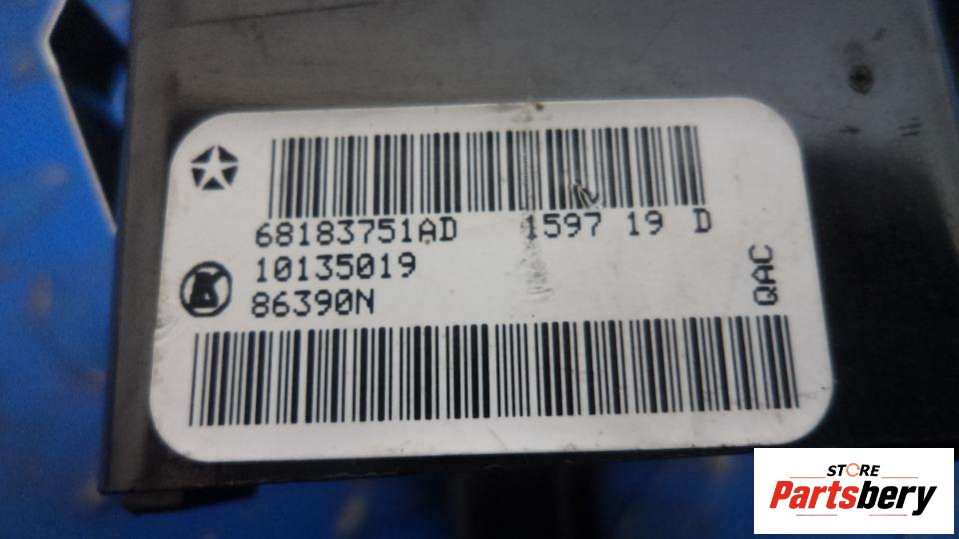 68183751AD 1597 19 D
10135019
86390N
QAC
STORE
Partsbery